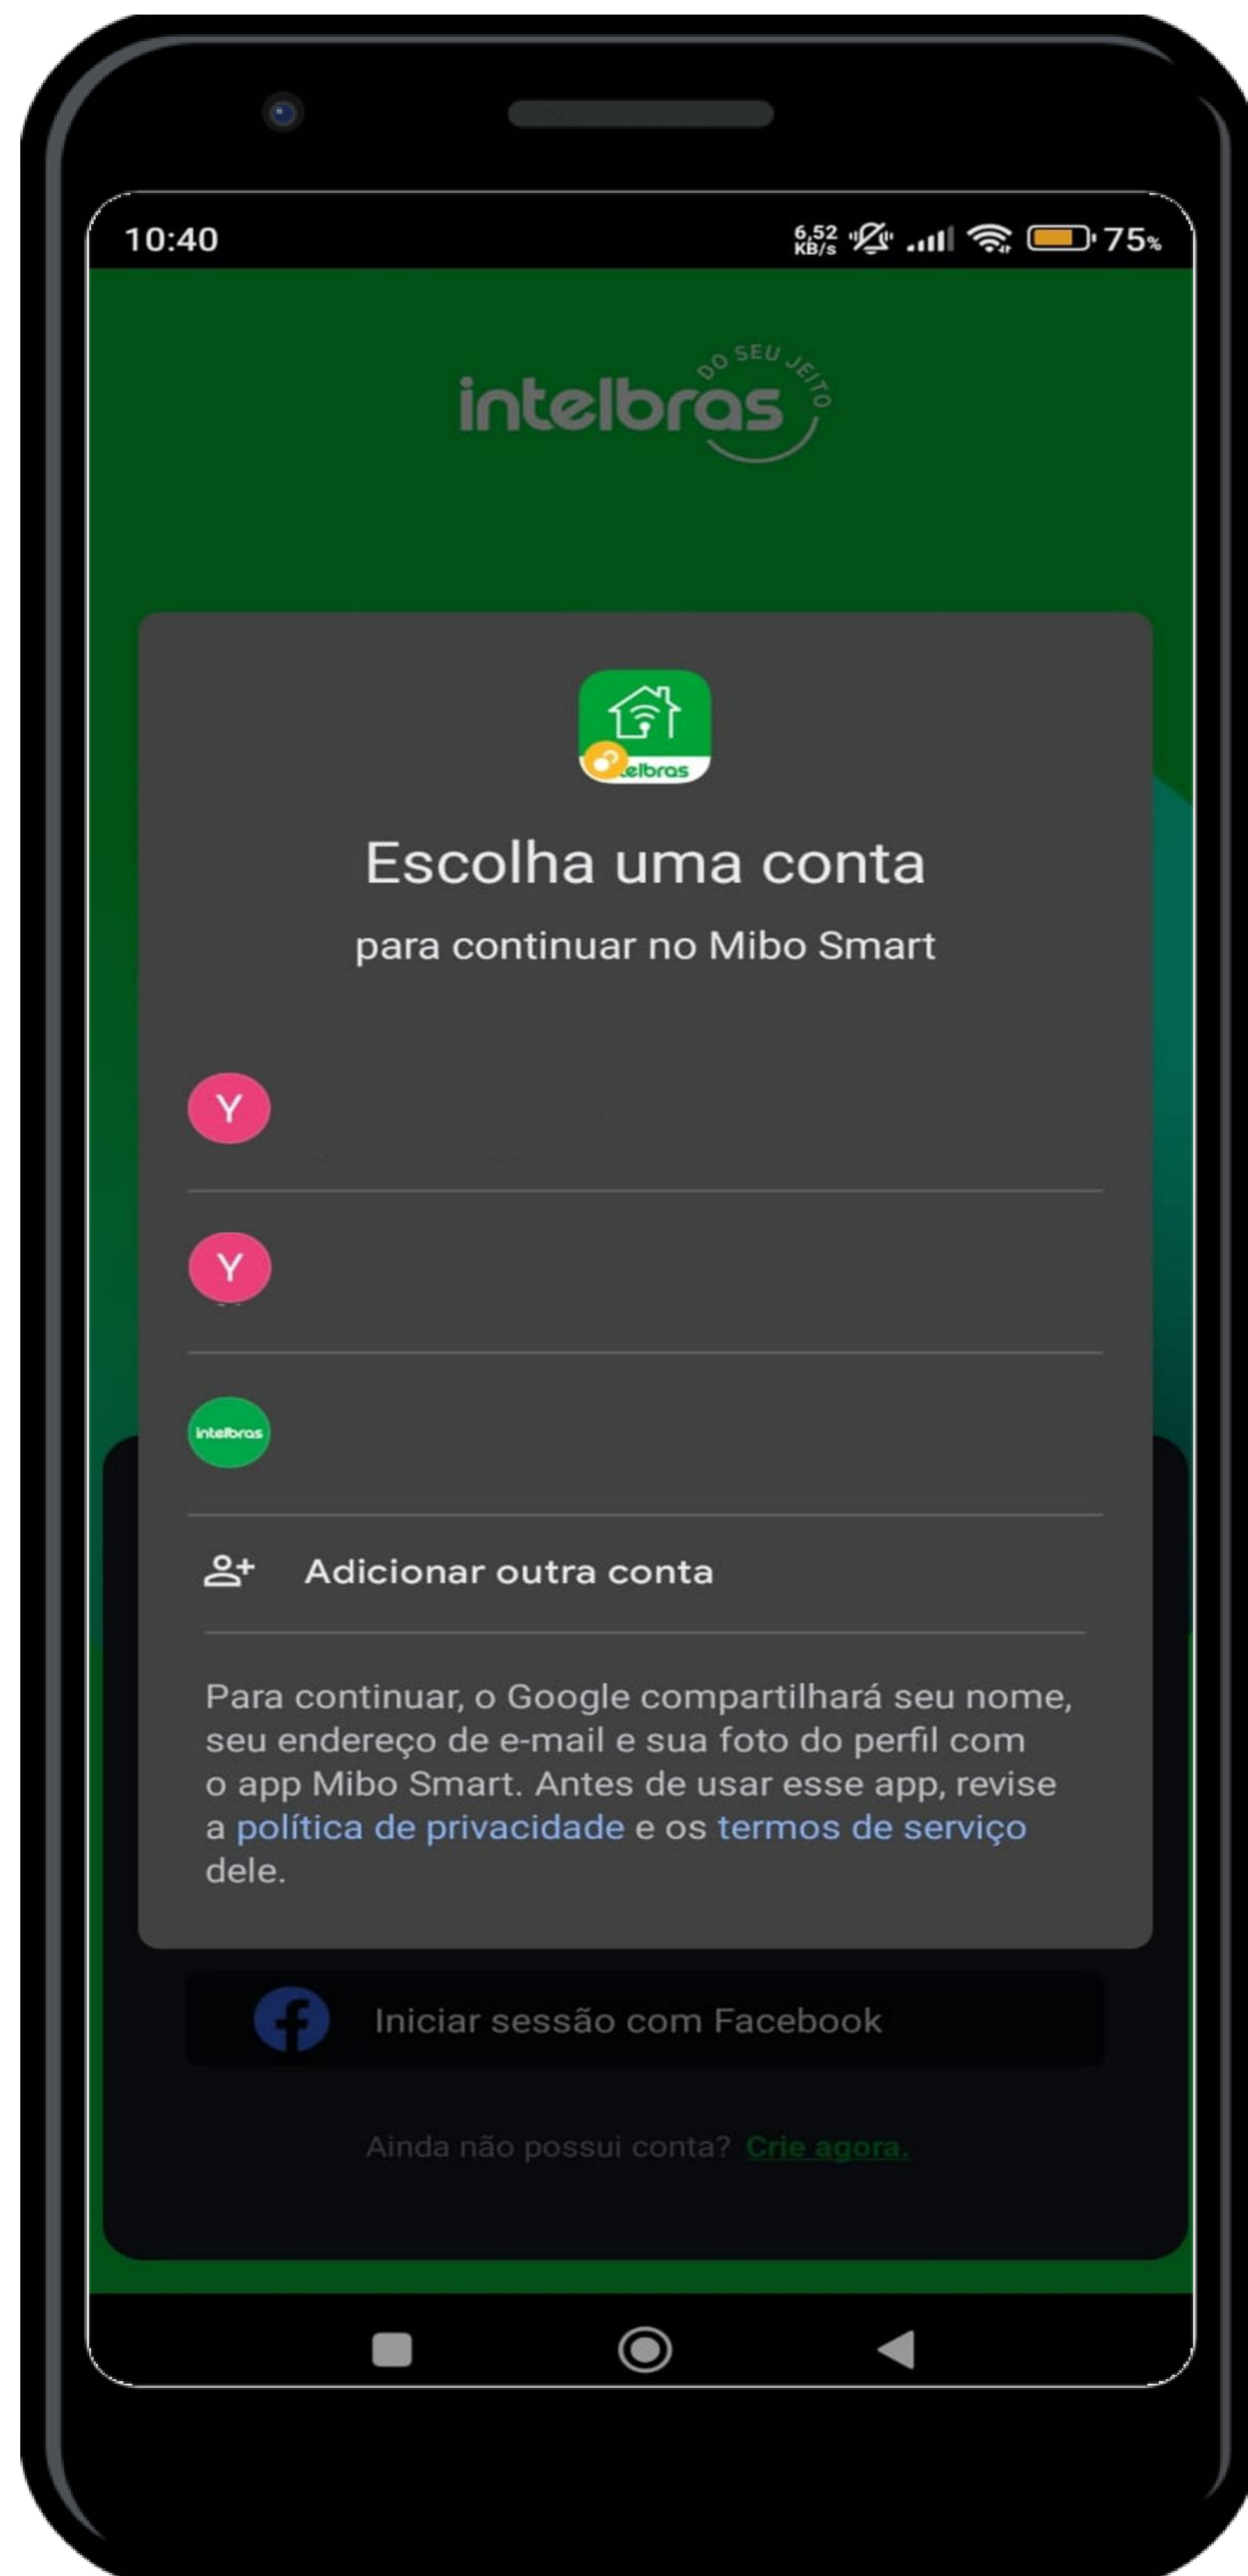 10:40
6,52
KB/s
75%
DO SEU JEITO
intelbras
elbras
Escolha uma conta
para continuar no Mibo Smart
Y
Y
intelbras
Adicionar outra conta
Para continuar, o Google compartilhará seu nome,
seu endereço de e-mail e sua foto do perfil com
o app Mibo Smart. Antes de usar esse app, revise
a política de privacidade e os termos de serviço
dele.
Iniciar sessão com Facebook
Ainda não possui conta? Crie agora.